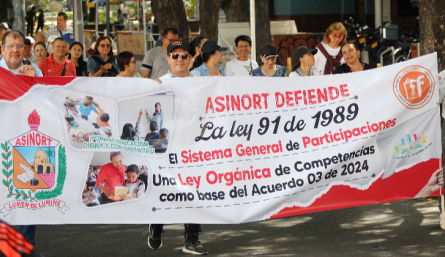 ASINORT DEFIENDE
La ley 91 de 1989
El Sistema General de Participaciones
Una Ley Orgánica de Competencias
como base del Acuerdo 03 de 2024
ASINORT